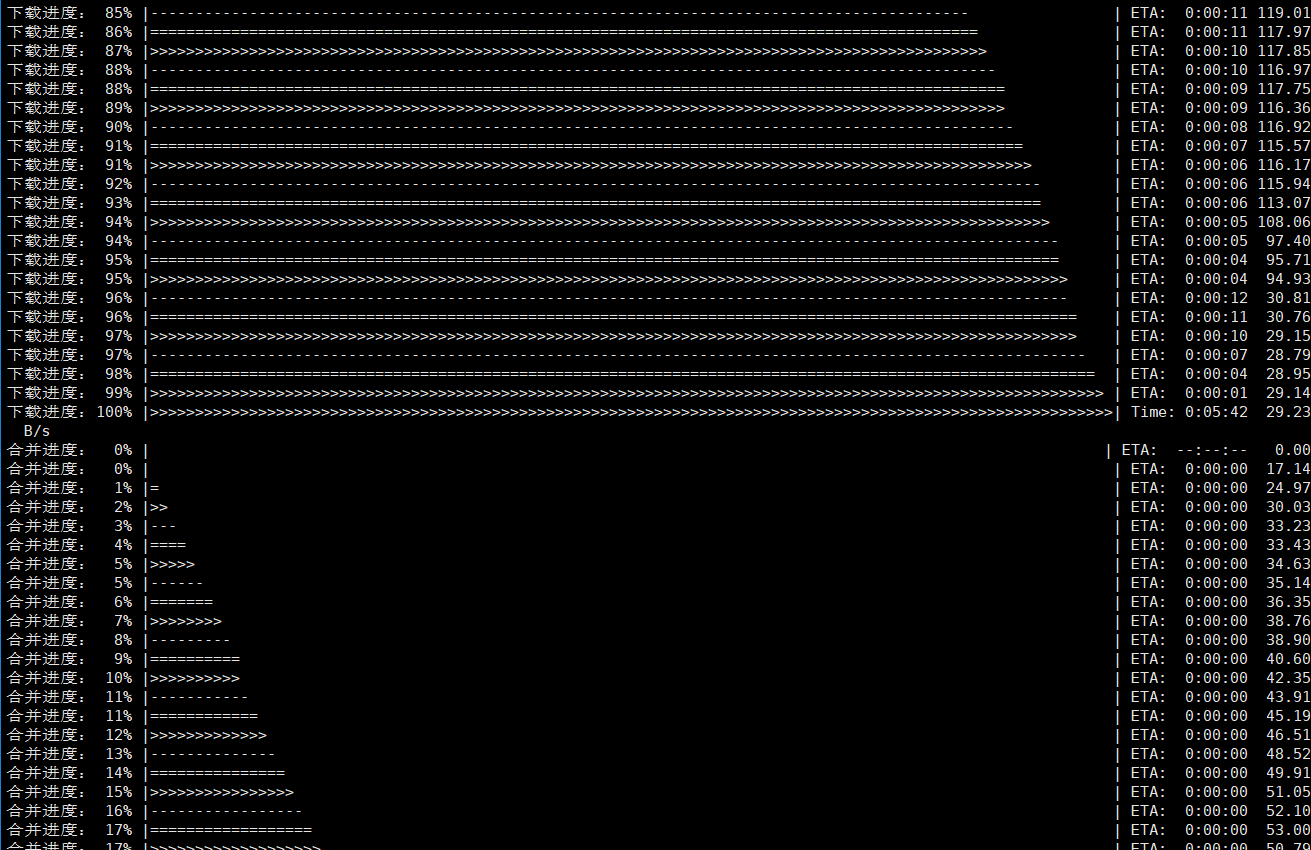 下载进度: 85% | | ETA: 0:00:11 119.01
下载进度: 86% | | ETA: 0:00:11 117.97
下载进度: 87% | | ETA: 0:00:10 117.85
下载进度: 88% | | ETA: 0:00:10 116.97
下载进度: 88% | | ETA: 0:00:09 117.75
下载进度: 89% | | ETA: 0:00:09 116.36
下载进度: 90% | | ETA: 0:00:08 116.92
下载进度: 91% | | ETA: 0:00:07 115.57
下载进度: 91% | | ETA: 0:00:06 116.17
下载进度: 92% | | ETA: 0:00:06 115.94
下载进度: 93% | | ETA: 0:00:06 113.07
下载进度: 94% | | ETA: 0:00:05 108.06
下载进度: 94% | | ETA: 0:00:05 97.40
下载进度: 95% | | ETA: 0:00:04 95.71
下载进度: 95% | | ETA: 0:00:04 94.93
下载进度: 96% | | ETA: 0:00:12 30.81
下载进度: 96% | | ETA: 0:00:11 30.76
下载进度: 97% | | ETA: 0:00:10 29.15
下载进度: 97% | | ETA: 0:00:07 28.79
下载进度: 98% | | ETA: 0:00:04 28.95
下载进度: 99% | | ETA: 0:00:01 29.14
下载进度: 100% | | Time: 0:05:42 29.23
B/s
合并进度: 0% | | ETA: --:--:-- 0.00
合并进度: 0% | | ETA: 0:00:00 17.14
合并进度: 1% |= | ETA: 0:00:00 24.97
合并进度: 2% |>> | ETA: 0:00:00 30.03
合并进度: 3% |--- | ETA: 0:00:00 33.23
合并进度: 4% |==== | ETA: 0:00:00 33.43
合并进度: 5% |>>>>> | ETA: 0:00:00 34.63
合并进度: 5% |------ | ETA: 0:00:00 35.14
合并进度: 6% |======= | ETA: 0:00:00 36.35
合并进度: 7% |>>>>>>>> | ETA: 0:00:00 38.76
合并进度: 8% |--------- | ETA: 0:00:00 38.90
合并进度: 9% |========== | ETA: 0:00:00 40.60
合并进度: 10% |>>>>>>>>>> | ETA: 0:00:00 42.35
合并进度: 11% |----------- | ETA: 0:00:00 43.91
合并进度: 11% |============ | ETA: 0:00:00 45.19
合并进度: 12% |>>>>>>>>>>>>> | ETA: 0:00:00 46.51
合并进度: 13% |-------------- | ETA: 0:00:00 48.52
合并进度: 14% |=============== | ETA: 0:00:00 49.91
合并进度: 15% |>>>>>>>>>>>>>>>> | ETA: 0:00:00 51.05
合并进度: 16% |----------------- | ETA: 0:00:00 52.10
合并进度: 17% |================== | ETA: 0:00:00 53.00
合并进度: 17% |>>>>>>>>>>>>>>>>>>> | ETA: 0:00:00 50.79